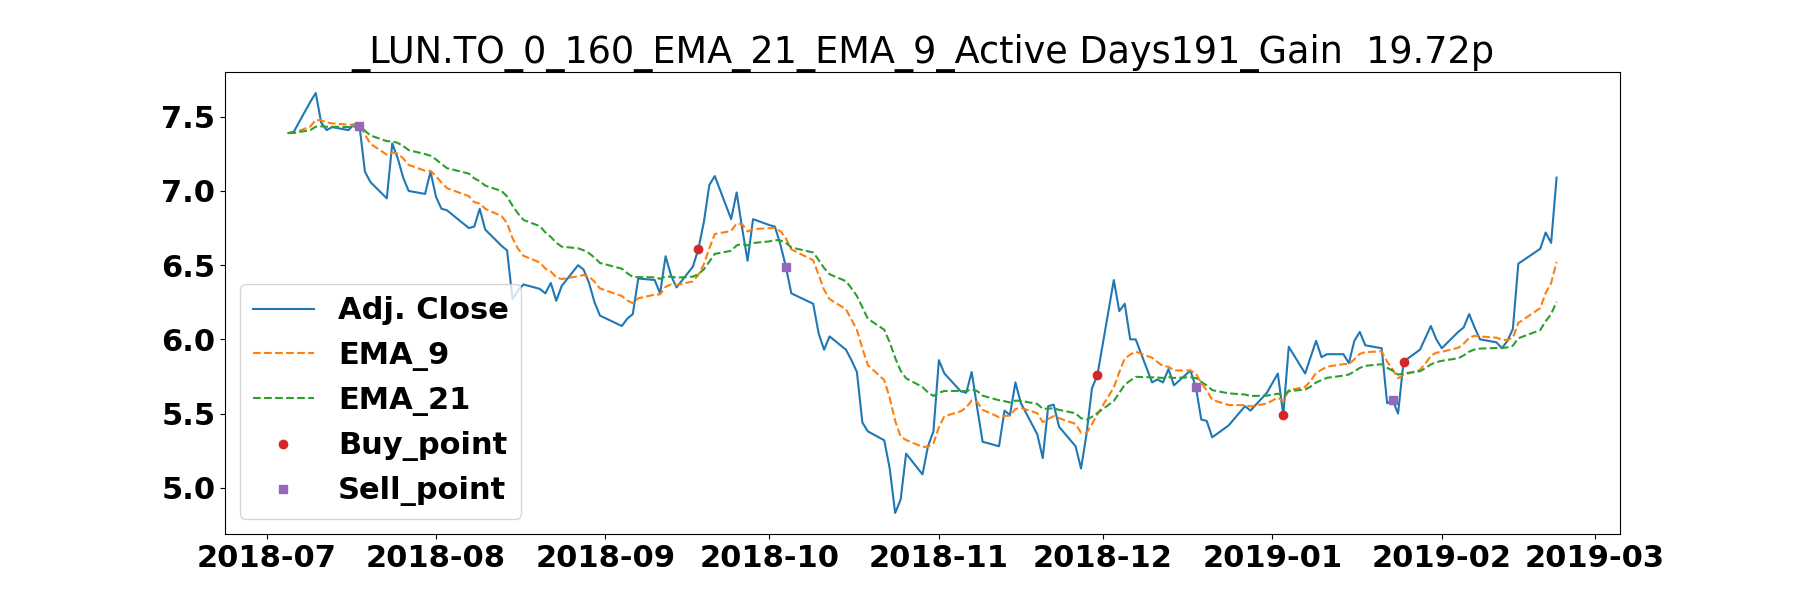 _LUN.TO_0_160_EMA_21_EMA_9_Active Days191_Gain  19.72p
7.5
7.0
6.5
6.0
5.5
5.0
Adj. Close
EMA_9
EMA_21
Buy_point
Sell_point
2018-07 2018-08 2018-09 2018-10 2018-11 2018-12 2019-01 2019-02 2019-03